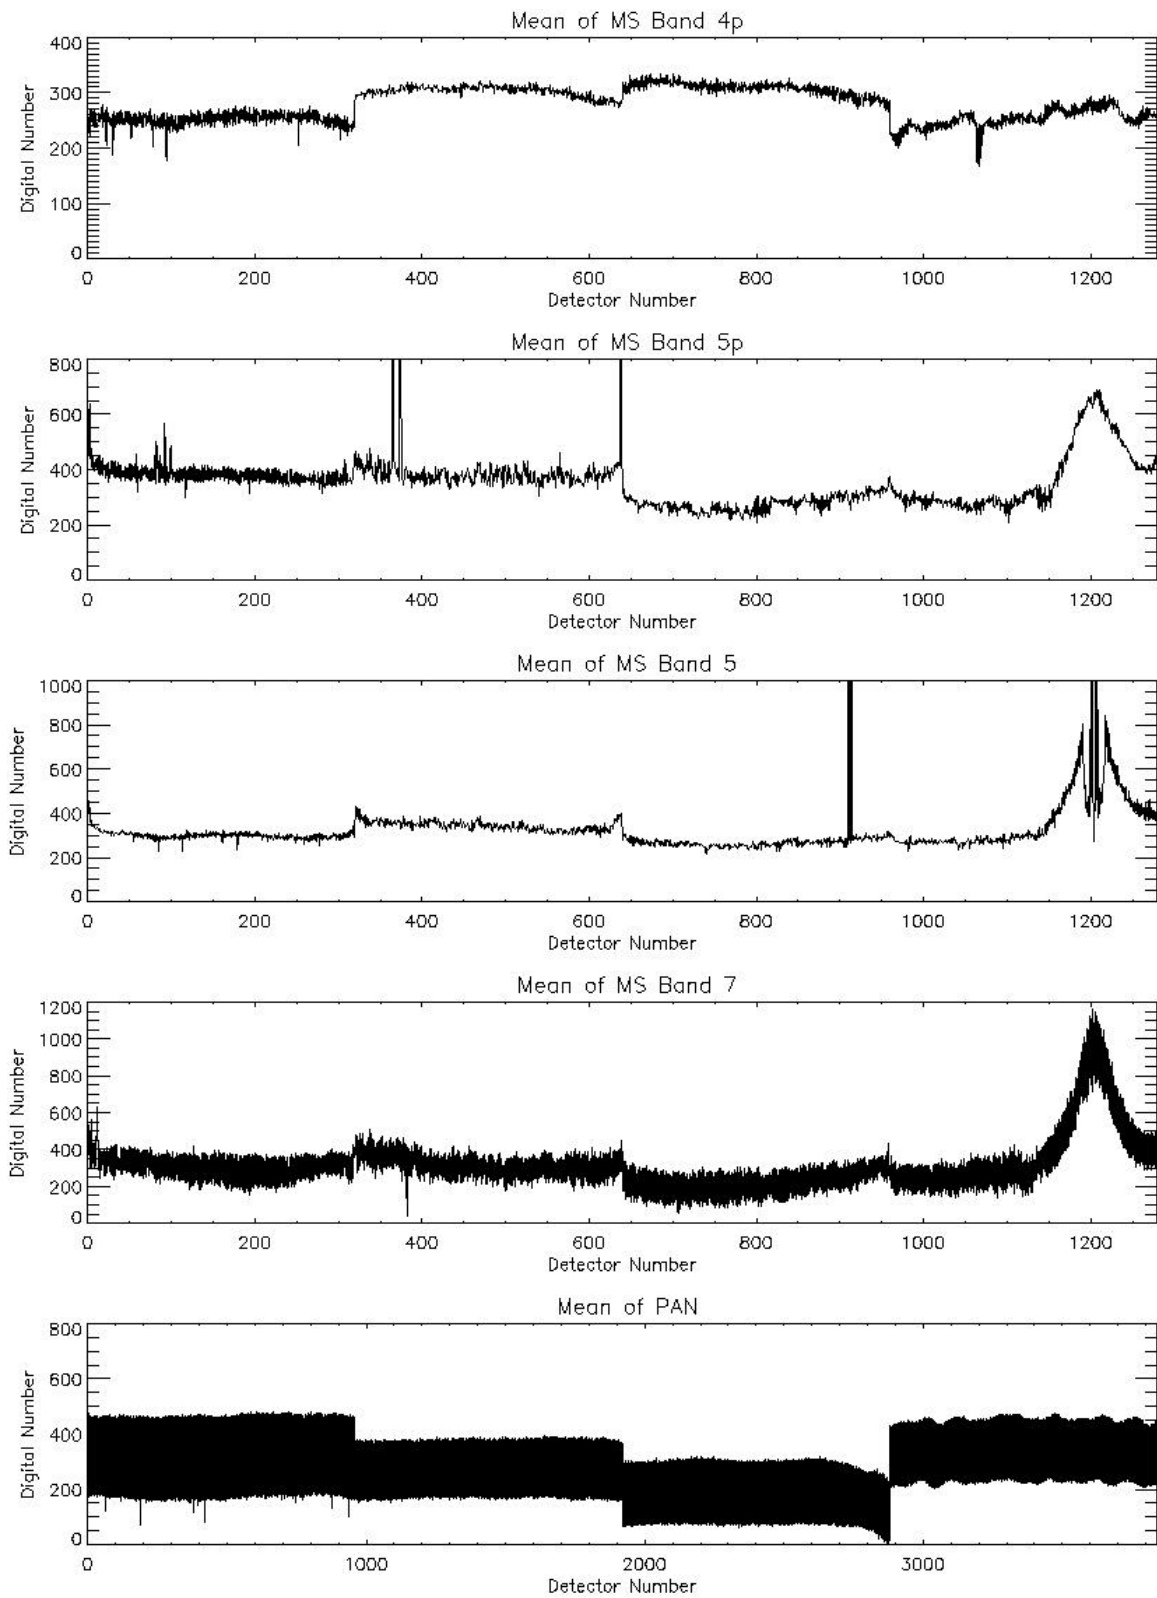 Mean of MS Band 4p
400
300
200
100
0
Digital Number
0 200 400 600 800 1000 1200
Detector Number
Mean of MS Band 5p
800
600
400
200
0
Digital Number
0 200 400 600 800 1000 1200
Detector Number
Mean of MS Band 5
1000
800
600
400
200
0
Digital Number
0 200 400 600 800 1000 1200
Detector Number
Mean of MS Band 7
1200
1000
800
600
400
200
0
Digital Number
0 200 400 600 800 1000 1200
Detector Number
Mean of PAN
800
600
400
200
0
Digital Number
0 1000 2000 3000
Detector Number